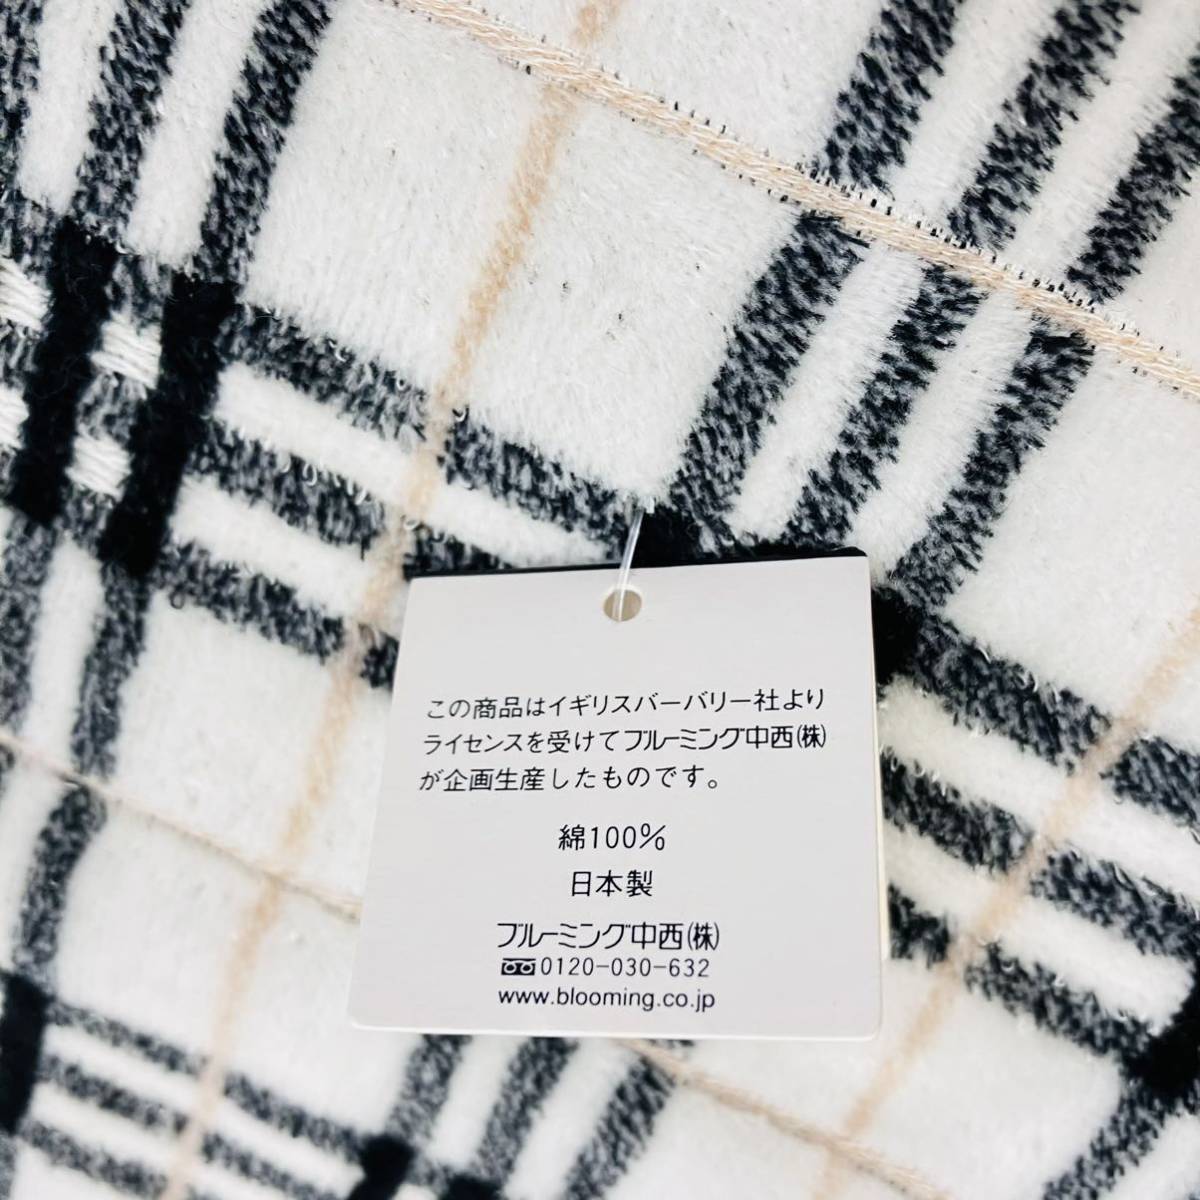 この商品はイギリスバーバリー社より
ライセンスを受けてブルーミング中西(株)
が企画生産したものです。
綿100%
日本製
ブルーミング中西(株)
0120-030-632
www.blooming.co.jp